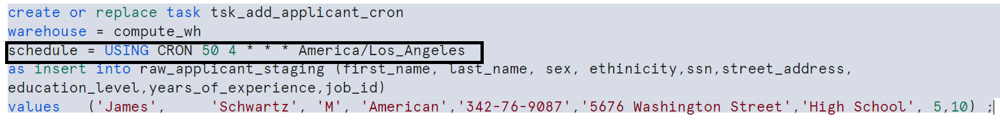 create or replace task tsk_add_applicant_cron
warehouse = compute_wh
schedule = USING CRON 50 4 * * * America/Los_Angeles
as insert into raw_applicant_staging (first_name, last_name, sex, ethinicity,ssn,street_address,
education_level,years_of_experience,job_id)
values   ('James',     'Schwartz', 'M', 'American','342-76-9087','5676 Washington Street','High School', 5,10) ;